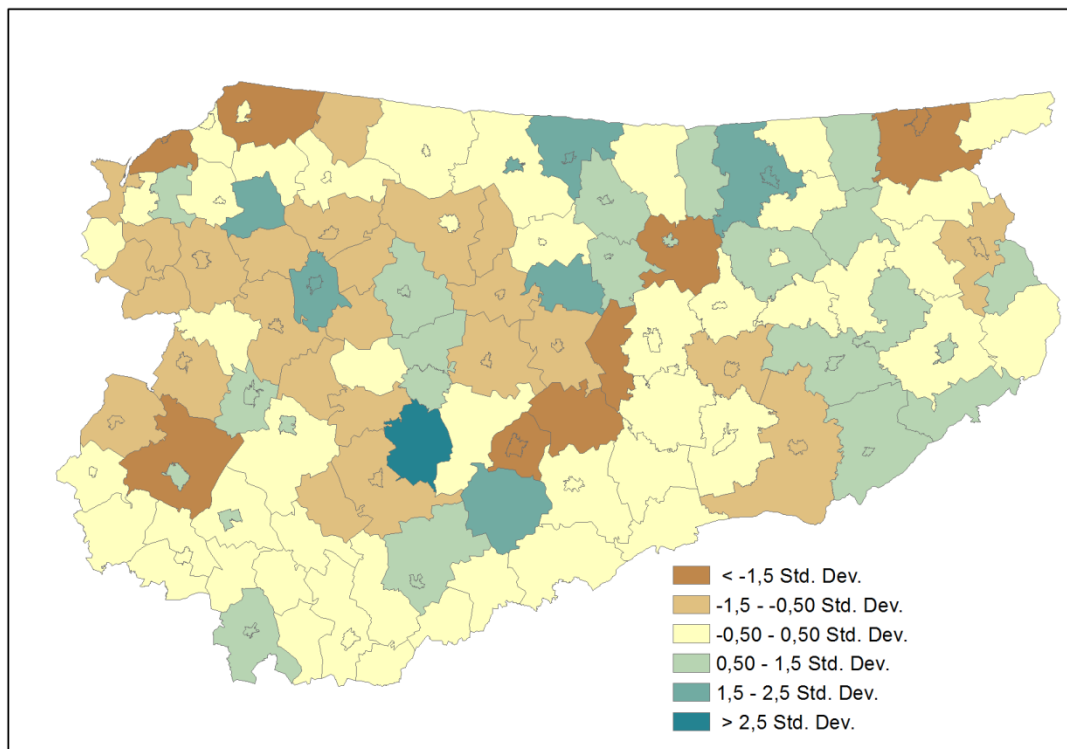 < -1,5 Std. Dev.
-1,5 - -0,50 Std. Dev.
-0,50 - 0,50 Std. Dev.
0,50 - 1,5 Std. Dev.
1,5 - 2,5 Std. Dev.
> 2,5 Std. Dev.